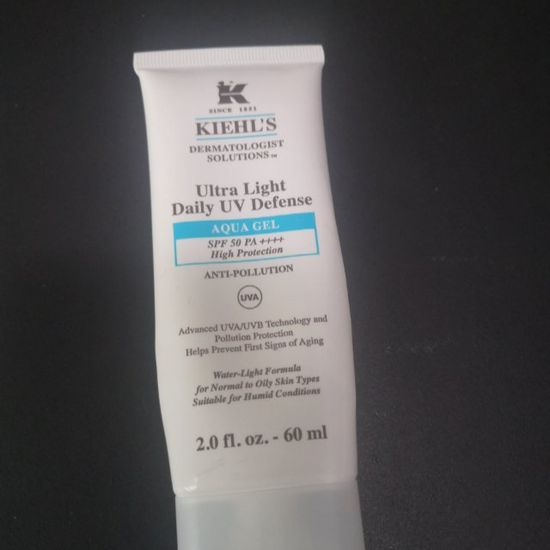 K
SINCE 1851
KIEHL'S
DERMATOLOGIST
SOLUTIONS™
Ultra Light
Daily UV Defense
AQUA GEL
SPF 50 PA ++++
High Protection
ANTI-POLLUTION
UVA
Advanced UVA/UVB Technology and
Pollution Protection
Helps Prevent First Signs of Aging
Water-Light Formula
for Normal to Oily Skin Types
Suitable for Humid Conditions
2.0 fl. oz. - 60 ml